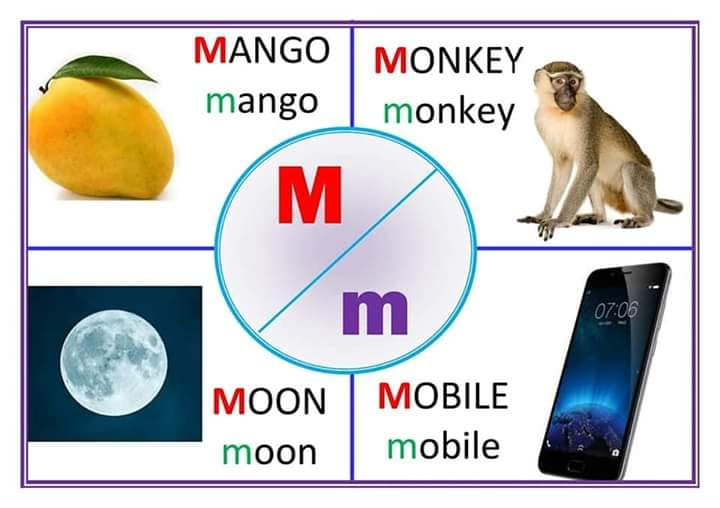 MANGO
mango
MONKEY
monkey
M
m
MOON
moon
MOBILE
mobile
07:06